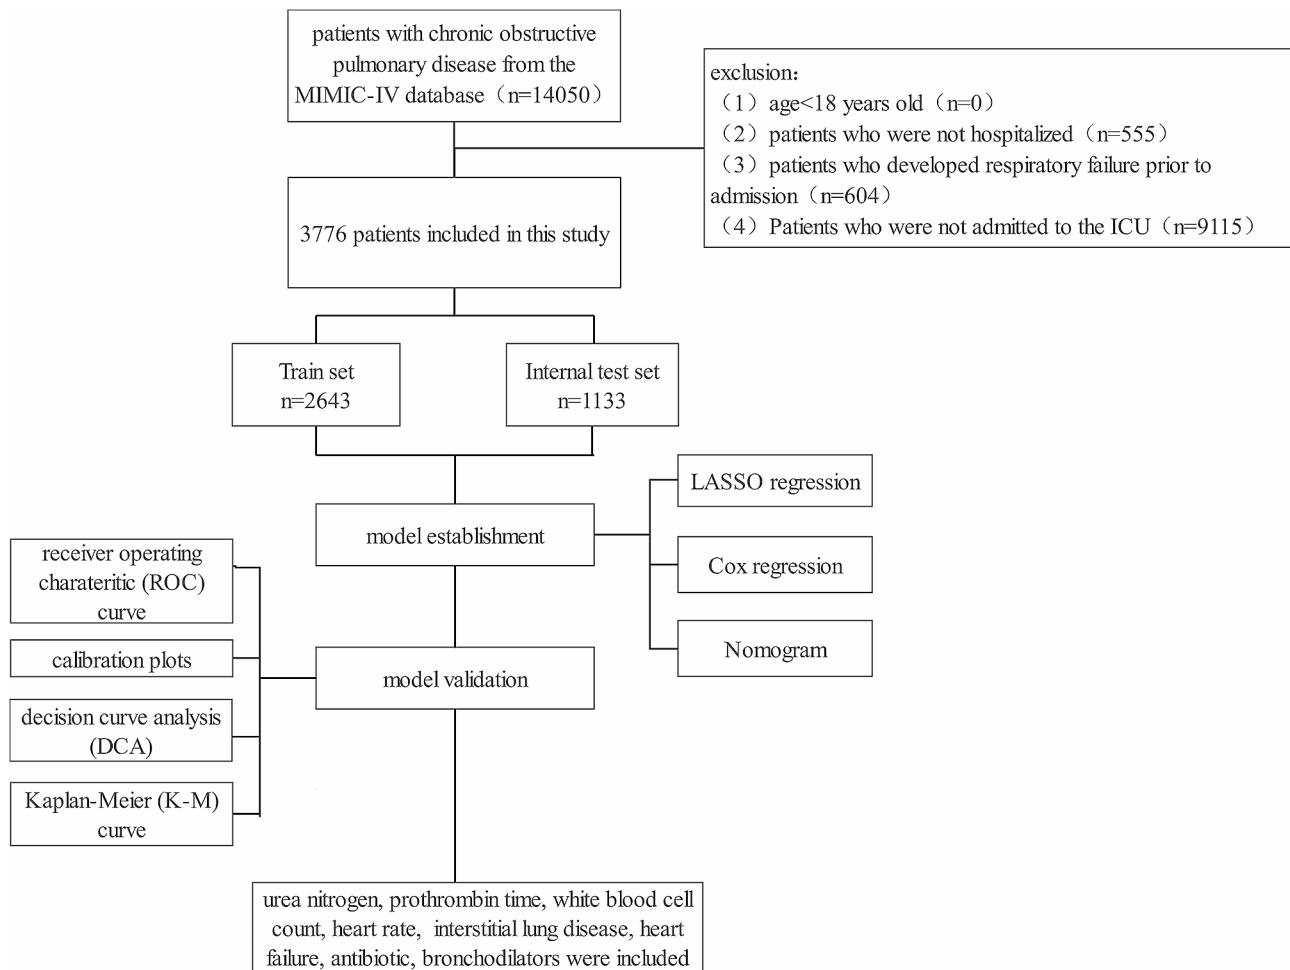 patients with chronic obstructive
pulmonary disease from the
MIMIC-IV database（n=14050）
exclusion：
（1）age<18 years old（n=0）
（2）patients who were not hospitalized（n=555）
（3）patients who developed respiratory failure prior to
admission（n=604）
（4）Patients who were not admitted to the ICU（n=9115）
3776 patients included in this study
Train set
n=2643
Internal test set
n=1133
model establishment
LASSO regression
Cox regression
Nomogram
receiver operating
charateritic (ROC)
curve
calibration plots
decision curve analysis
(DCA)
Kaplan-Meier (K-M)
curve
model validation
urea nitrogen, prothrombin time, white blood cell
count, heart rate, interstitial lung disease, heart
failure, antibiotic, bronchodilators were included